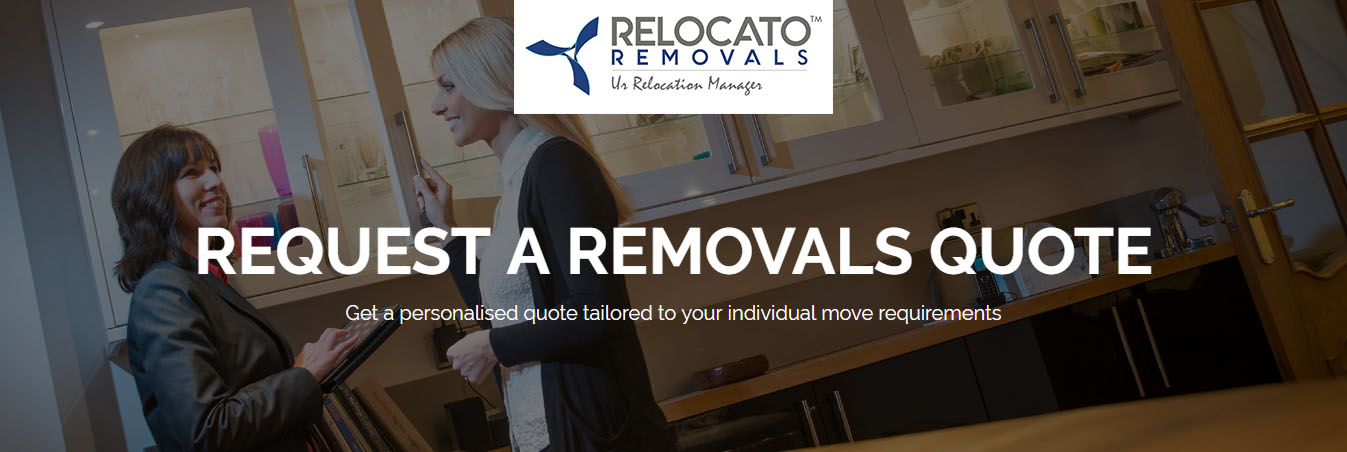 RELOCATO™
REMOVALS
Ur Relocation Manager
REQUEST A REMOVALS QUOTE
Get a personalised quote tailored to your individual move requirements